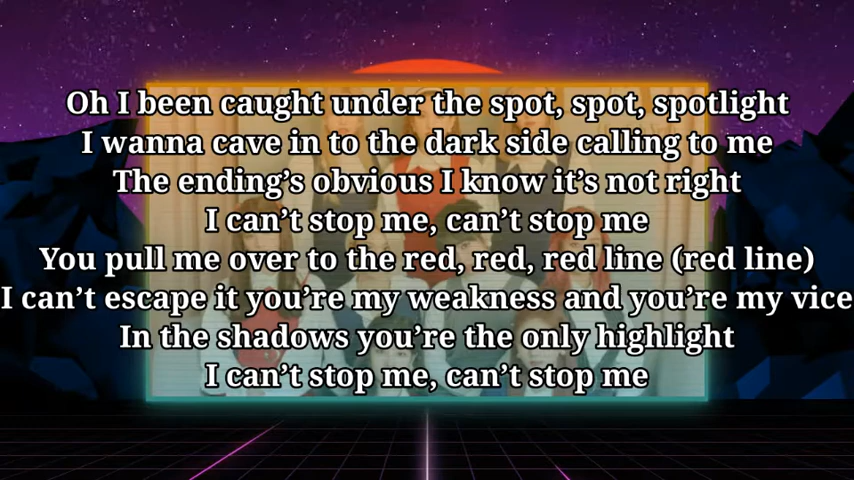 Oh I been caught under the spot, spot, spotlight
I wanna cave in to the dark side calling to me
The ending's obvious I know it's not right
I can't stop me, can't stop me
You pull me over to the red, red, red line (red line)
I can't escape it you're my weakness and you're my vice
In the shadows you're the only highlight
I can't stop me, can't stop me